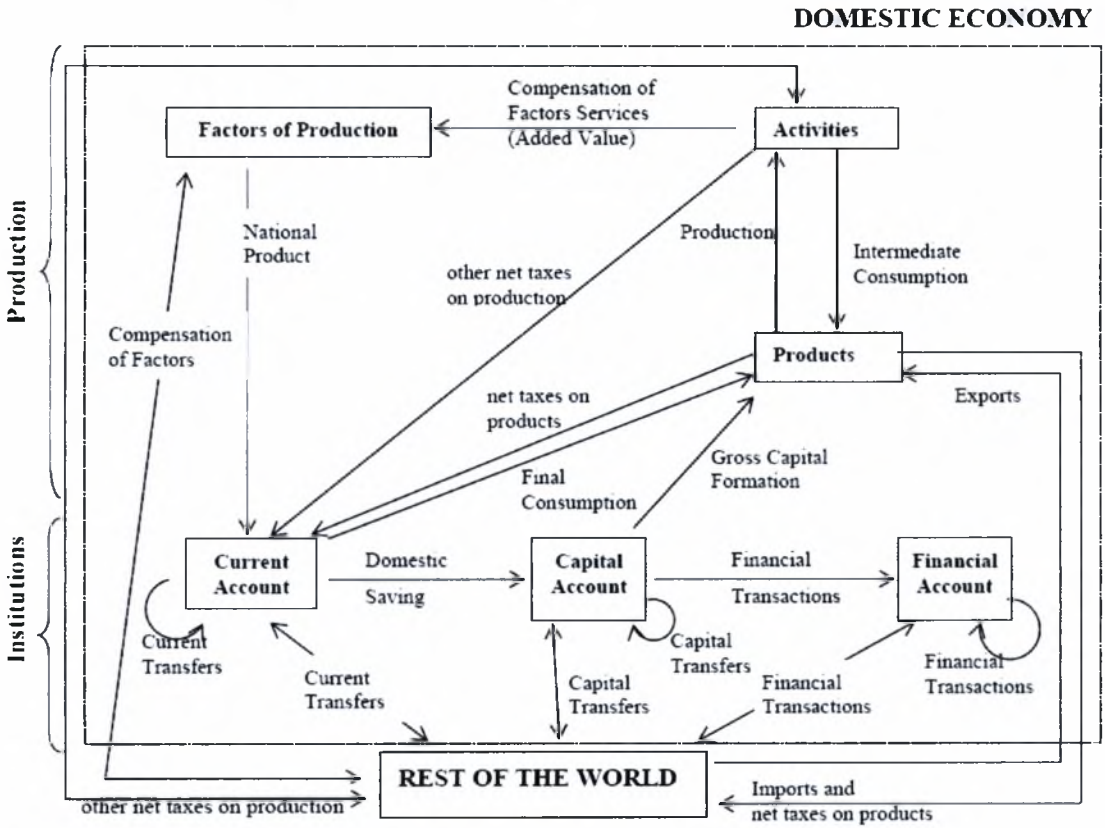 DOMESTIC ECONOMY
Production
Institutions
Factors of Production
Compensation of
Factors Services
(Added Value)
Activities
National
Product
Production
Intermediate
Consumption
other net taxes
on production
Compensation
of Factors
Products
Exports
net taxes on
products
Final
Consumption
Gross Capital
Formation
Current
Account
Domestic
Saving
Capital
Account
Financial
Transactions
Financial
Account
Current
Transfers
Current
Transfers
Capital
Transfers
Capital
Transfers
Financial
Transactions
Financial
Transactions
REST OF THE WORLD
other net taxes on production
Imports and
net taxes on products